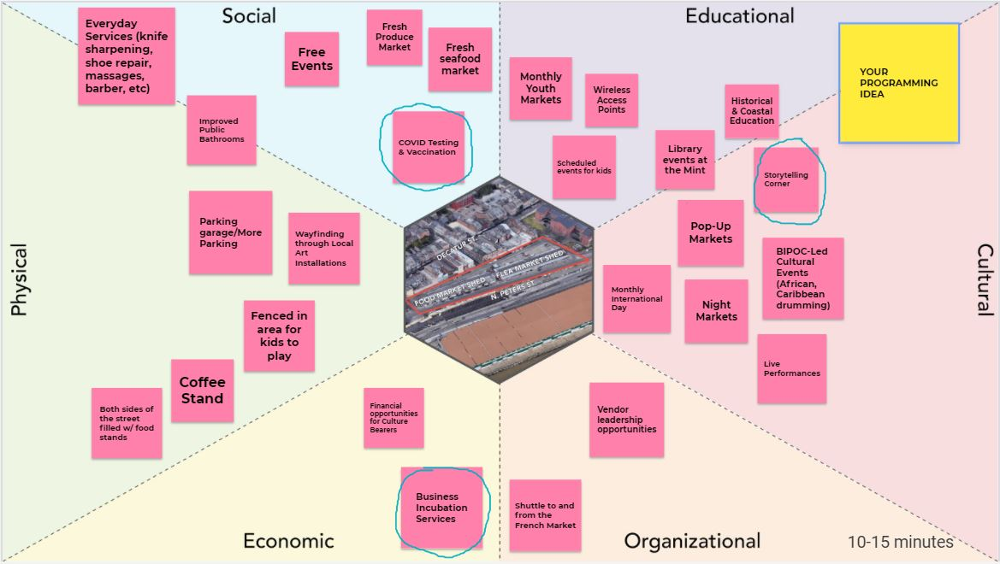 Social
Educational
Physical
Cultural
Economic
Organizational
10-15 minutes
Everyday
Services (knife
sharpening,
shoe repair,
massages,
barber, etc)
Improved
Public
Bathrooms
Free
Events
Fresh
Produce
Market
Fresh
seafood
market
COVID Testing
& Vaccination
Monthly
Youth
Markets
Wireless
Access
Points
Scheduled
events for kids
Library
events at
the Mint
Historical
& Coastal
Education
YOUR
PROGRAMMING
IDEA
Storytelling
Corner
Pop-Up
Markets
BIPOC-Led
Cultural
Events
(African,
Caribbean
drumming)
Monthly
International
Day
Night
Markets
Live
Performances
Parking
garage/More
Parking
Wayfinding
through Local
Art
Installations
Fenced in
area for
kids to
play
Coffee
Stand
Both sides of
the street
filled w/ food
stands
DECATUR ST.
FOOD MARKET SHED
FLEA MARKET SHED
N. PETERS ST.
Financial
opportunities
for Culture
Bearers
Business
Incubation
Services
Vendor
leadership
opportunities
Shuttle to and
from the
French Market